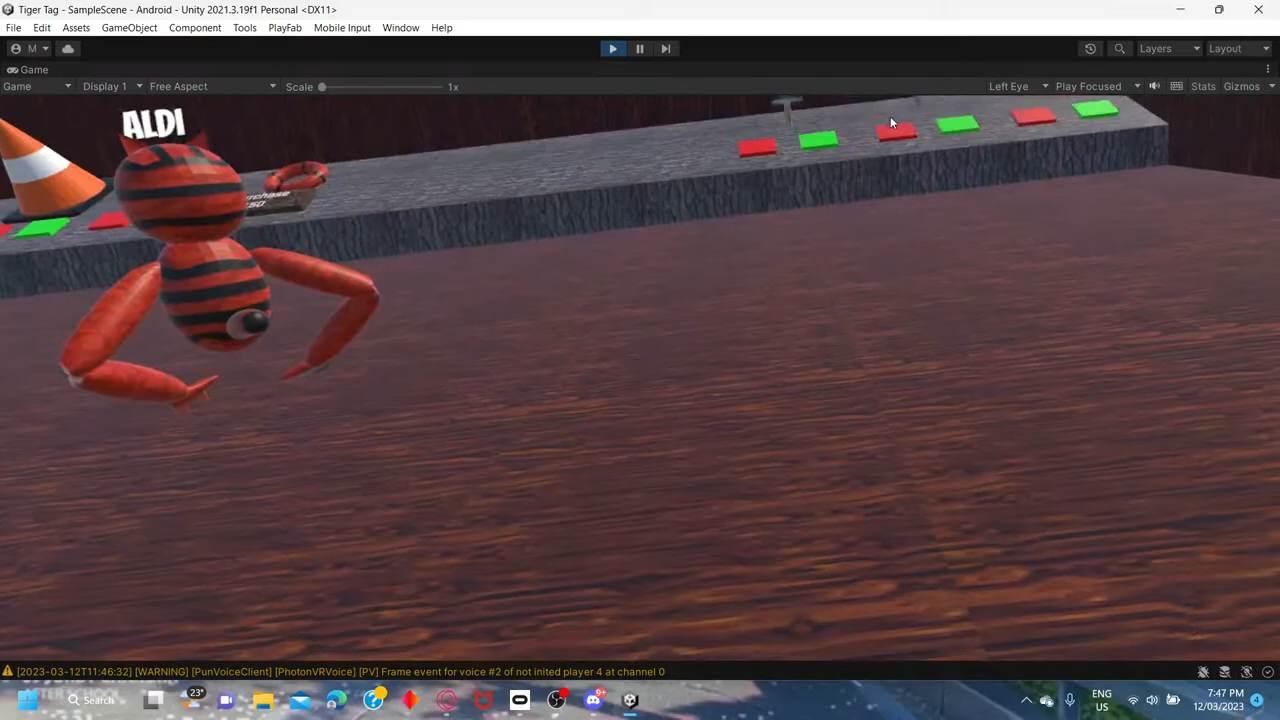 Tiger Tag - SampleScene - Android - Unity 2021.3.19f1 Personal <DX11>
File Edit Assets GameObject Component Tools PlayFab Mobile Input Window Help
M Layers Layout
Game
Game Display 1 Free Aspect Scale 1x Left Eye Play Focused Stats Gizmos
ALDI
[2023-03-12T11:46:32] [WARNING] [PunVoiceClient] [PhotonVRVoice] [PV] Frame event for voice #2 of not inited player 4 at channel 0
23°
Search
9+
ENG
US
7:47 PM
12/03/2023
4